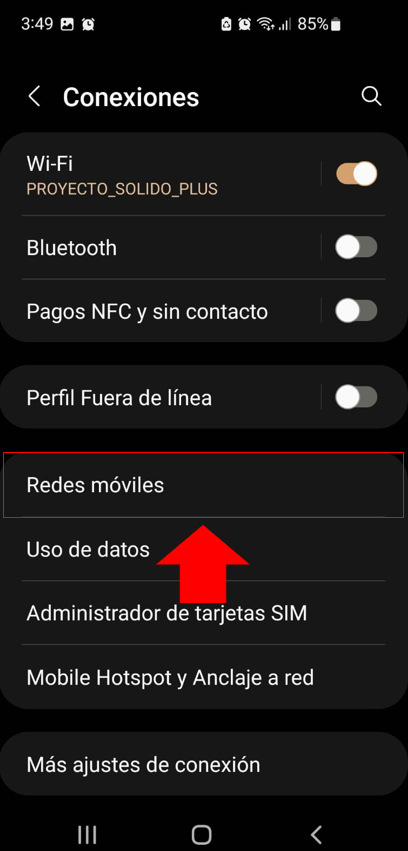 3:49 85%
Conexiones
Wi-Fi
PROYECTO_SOLIDO_PLUS
Bluetooth
Pagos NFC y sin contacto
Perfil Fuera de línea
Redes móviles
Uso de datos
Administrador de tarjetas SIM
Mobile Hotspot y Anclaje a red
Más ajustes de conexión